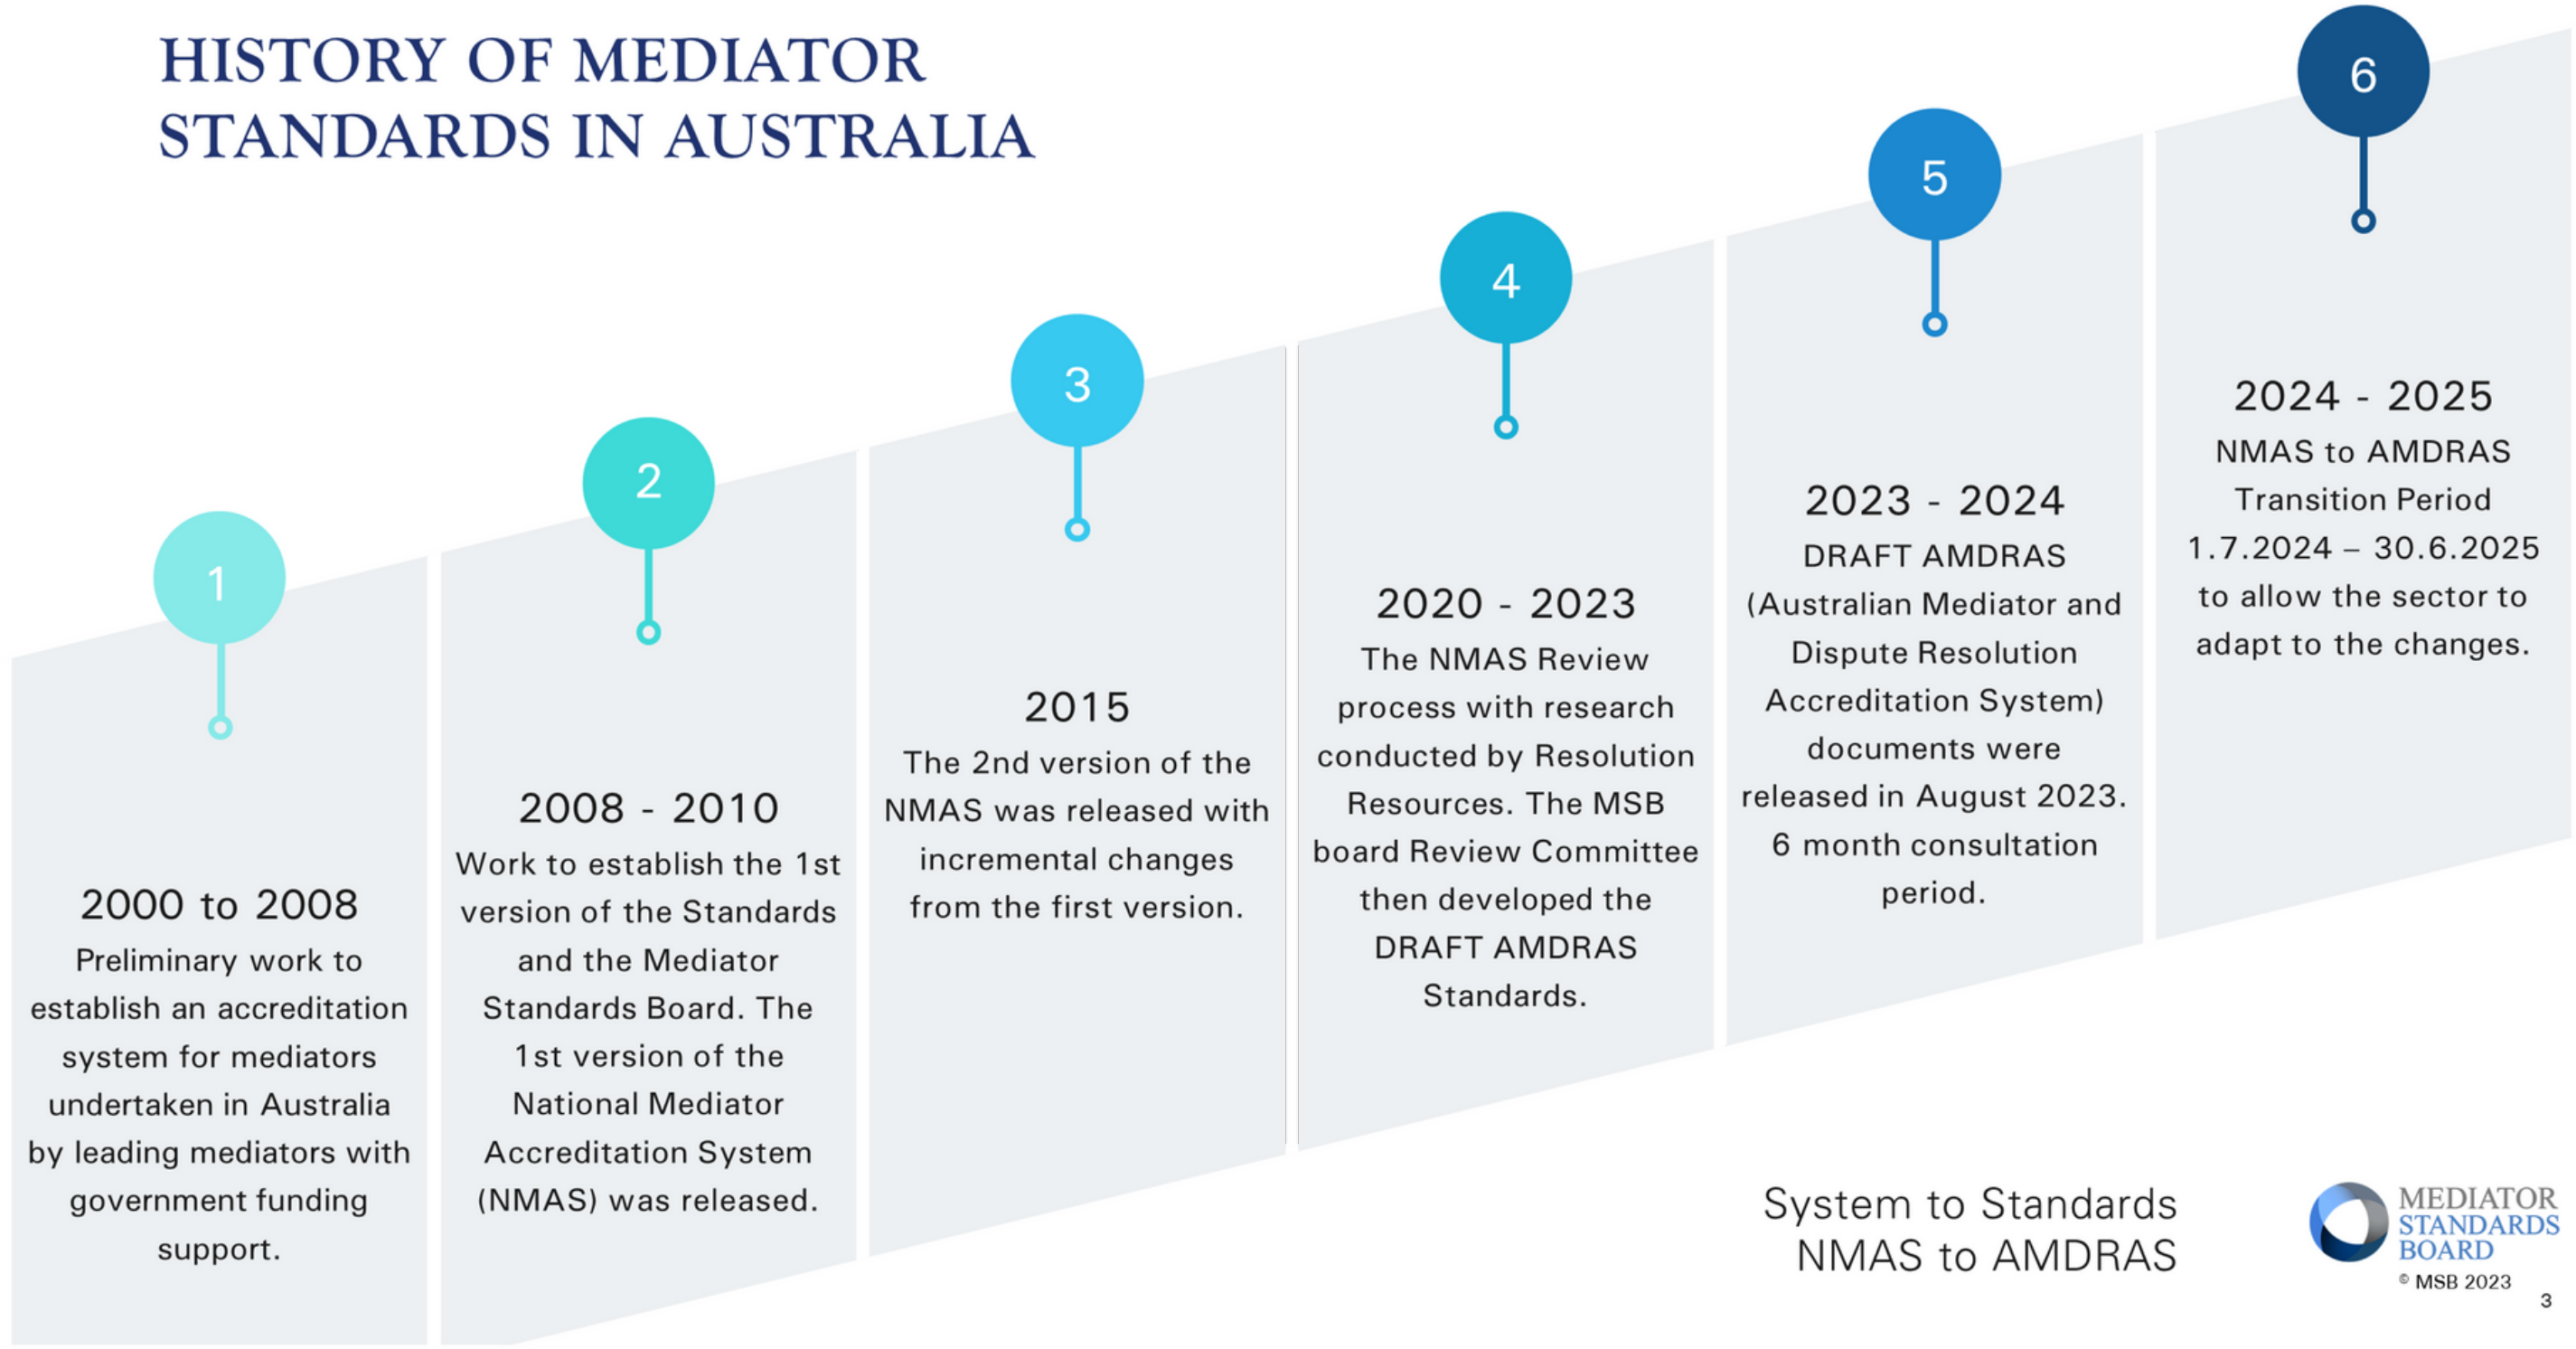 HISTORY OF MEDIATOR
STANDARDS IN AUSTRALIA
1
2000 to 2008
Preliminary work to
establish an accreditation
system for mediators
undertaken in Australia
by leading mediators with
government funding
support.
2
2008 - 2010
Work to establish the 1st
version of the Standards
and the Mediator
Standards Board. The
1st version of the
National Mediator
Accreditation System
(NMAS) was released.
3
2015
The 2nd version of the
NMAS was released with
incremental changes
from the first version.
4
2020 - 2023
The NMAS Review
process with research
conducted by Resolution
Resources. The MSB
board Review Committee
then developed the
DRAFT AMDRAS
Standards.
5
2023 - 2024
DRAFT AMDRAS
(Australian Mediator and
Dispute Resolution
Accreditation System)
documents were
released in August 2023.
6 month consultation
period.
6
2024 - 2025
NMAS to AMDRAS
Transition Period
1.7.2024 – 30.6.2025
to allow the sector to
adapt to the changes.
System to Standards
NMAS to AMDRAS
MEDIATOR
STANDARDS
BOARD
© MSB 2023
3